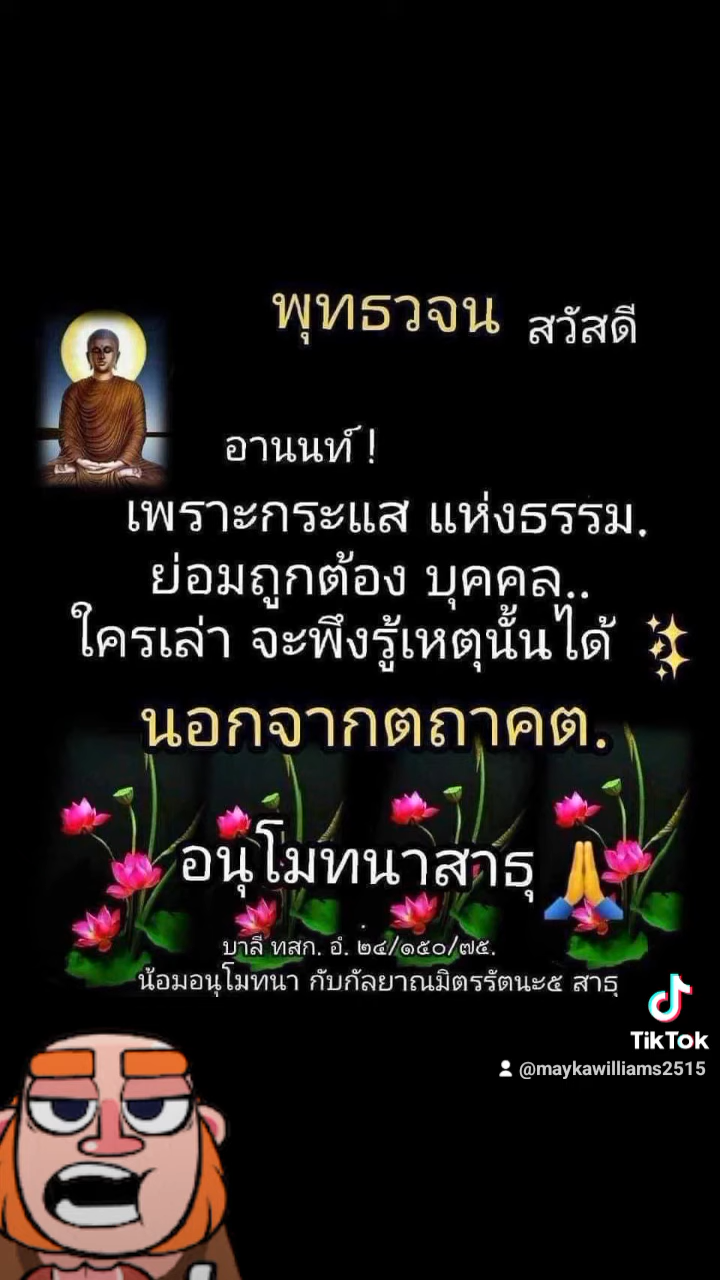 พุทธวจน สวัสดี
อานนท์ !
เพราะกระแส แห่งธรรม.
ย่อมถูกต้อง บุคคล..
ใครเล่า จะพึงรู้เหตุนั้นได้
นอกจากตถาคต.
อนุโมทนาสาธุ
บาลี ทสก. อํ. ๒๔/๑๕๐/๗๕.
น้อมอนุโมทนา กับกัลยาณมิตรรัตนะ๕ สาธุ
TikTok
@maykawilliams2515